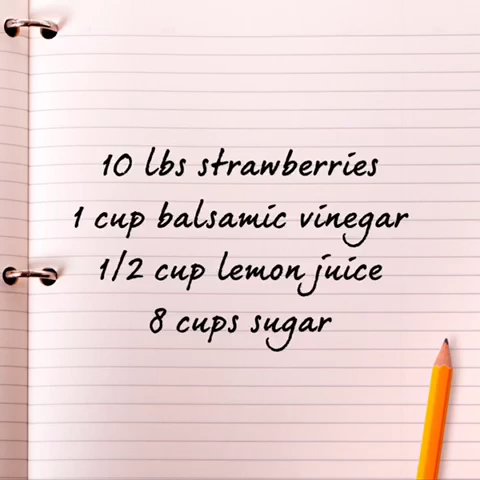 10 lbs strawberries
1 cup balsamic vinegar
1/2 cup lemon juice
8 cups sugar